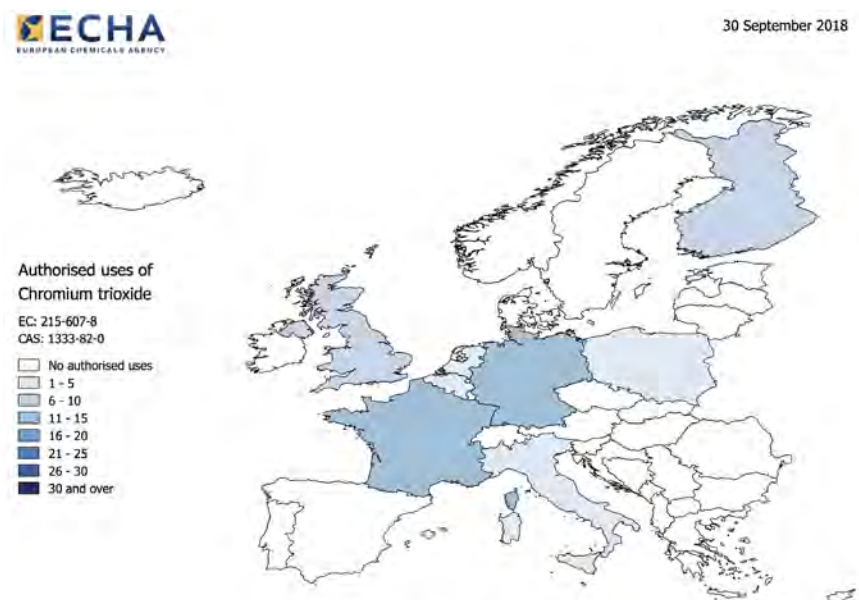 ECHA
EUROPEAN CHEMICALS AGENCY
30 September 2018
Authorised uses of
Chromium trioxide
EC: 215-607-8
CAS: 1333-82-0
No authorised uses
1 - 5
6 - 10
11 - 15
16 - 20
21 - 25
26 - 30
30 and over